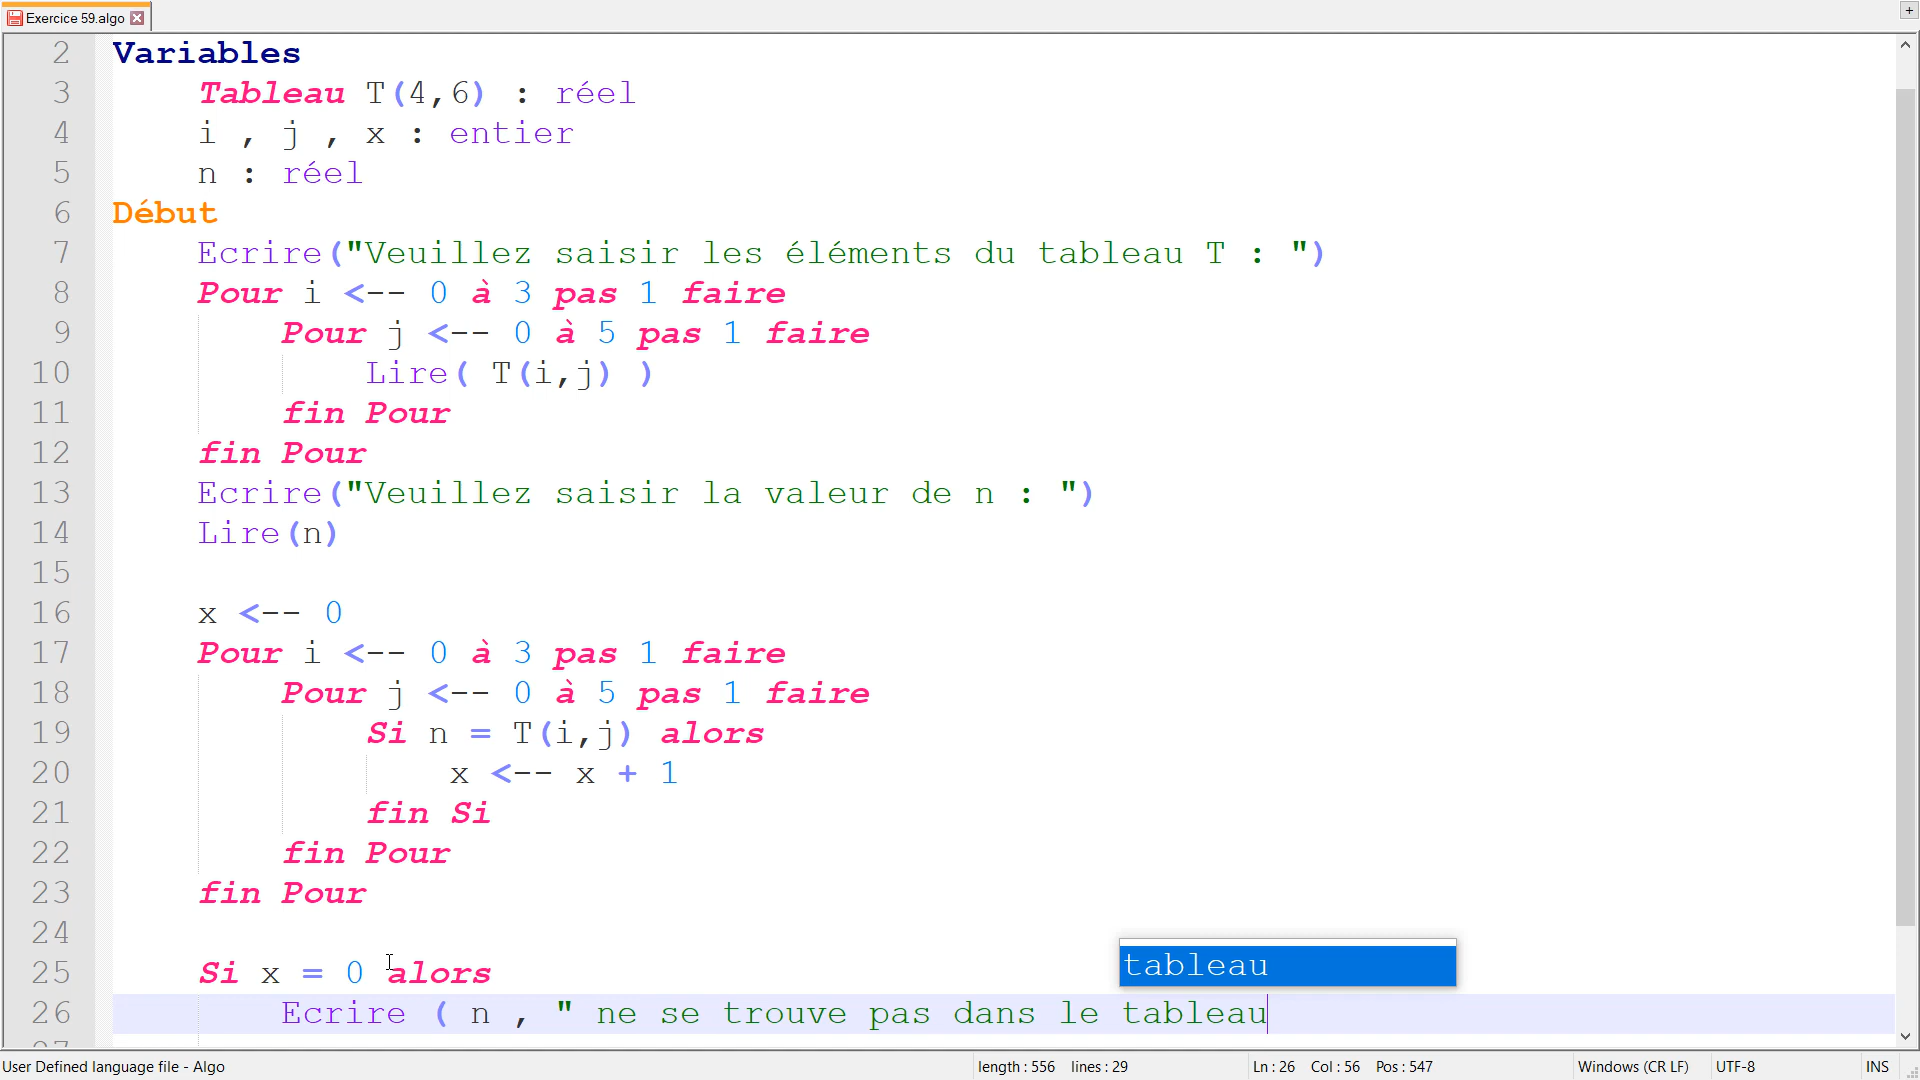 Exercice 59.algo
2 Variables
3 Tableau T(4,6) : réel
4 i , j , x : entier
5 n : réel
6 Début
7 Ecrire("Veuillez saisir les éléments du tableau T : ")
8 Pour i <-- 0 à 3 pas 1 faire
9 Pour j <-- 0 à 5 pas 1 faire
10 Lire( T(i,j) )
11 fin Pour
12 fin Pour
13 Ecrire("Veuillez saisir la valeur de n : ")
14 Lire(n)
15
16 x <-- 0
17 Pour i <-- 0 à 3 pas 1 faire
18 Pour j <-- 0 à 5 pas 1 faire
19 Si n = T(i,j) alors
20 x <-- x + 1
21 fin Si
22 fin Pour
23 fin Pour
24
tableau
25 Si x = 0 alors
26 Ecrire ( n , " ne se trouve pas dans le tableau
User Defined language file - Algo length : 556 lines : 29 Ln : 26 Col : 56 Pos : 547 Windows (CR LF) UTF-8 INS